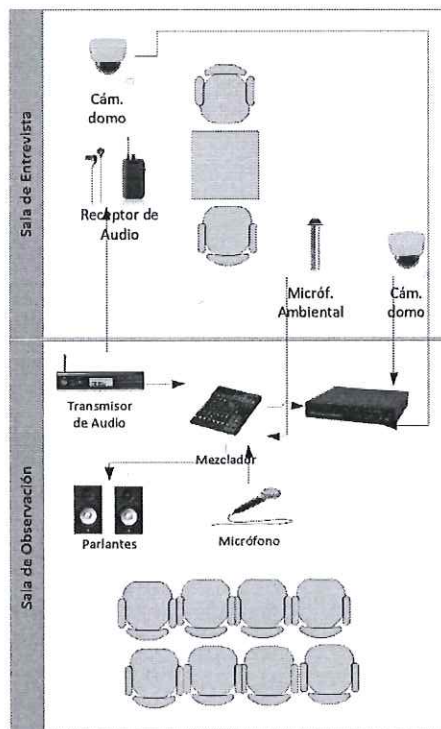 Sala de Entrevista
Cám.
domo
Receptor de
Audio
Micróf.
Ambiental
Cám.
domo
Sala de Observación
Transmisor
de Audio
Mezclador
Parlantes
Micrófono